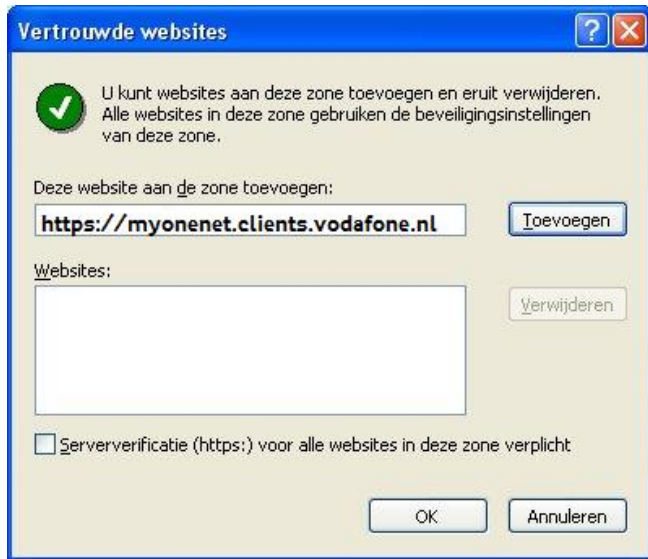 Vertrouwde websites
U kunt websites aan deze zone toevoegen en eruit verwijderen.
Alle websites in deze zone gebruiken de beveiligingsinstellingen
van deze zone.
Deze website aan de zone toevoegen:
https://myonenet.clients.vodafone.nl
Toevoegen
Websites:
Verwijderen
Serververificatie (https:) voor alle websites in deze zone verplicht
OK
Annuleren